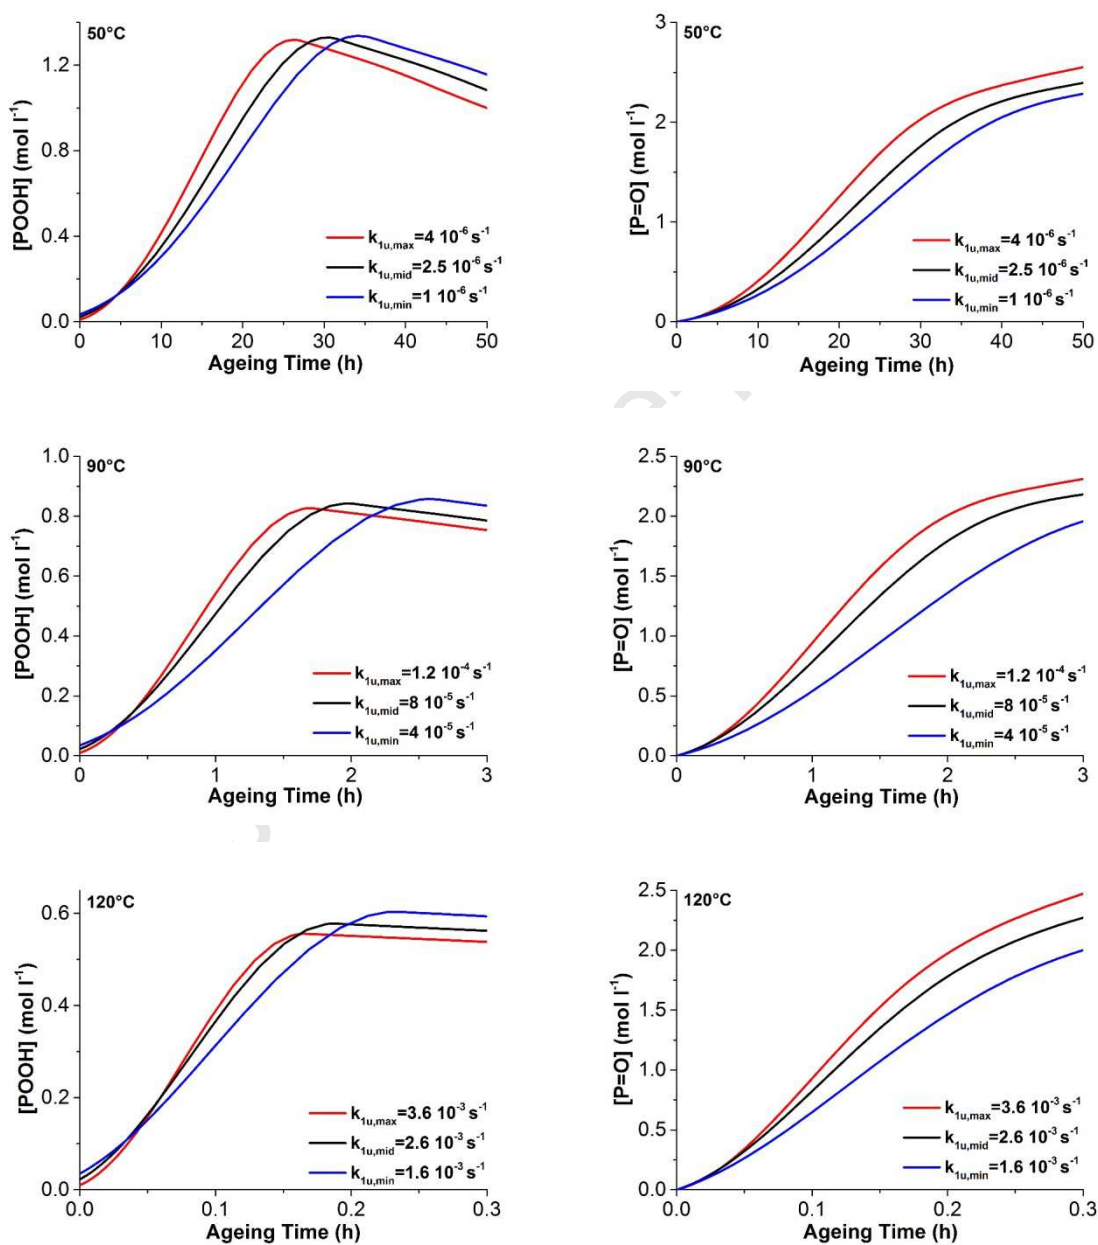 50°C
[POOH] (mol l⁻¹)
1.2
0.8
0.4
0.0
k1u,max=4 10⁻⁶ s⁻¹
k1u,mid=2.5 10⁻⁶ s⁻¹
k1u,min=1 10⁻⁶ s⁻¹
0 10 20 30 40 50
Ageing Time (h)
50°C
[P=O] (mol l⁻¹)
3
2
1
0
k1u,max=4 10⁻⁶ s⁻¹
k1u,mid=2.5 10⁻⁶ s⁻¹
k1u,min=1 10⁻⁶ s⁻¹
0 10 20 30 40 50
Ageing Time (h)
90°C
[POOH] (mol l⁻¹)
1.0
0.8
0.6
0.4
0.2
0.0
k1u,max=1.2 10⁻⁴ s⁻¹
k1u,mid=8 10⁻⁵ s⁻¹
k1u,min=4 10⁻⁵ s⁻¹
0 1 2 3
Ageing Time (h)
90°C
[P=O] (mol l⁻¹)
2.5
2.0
1.5
1.0
0.5
0.0
k1u,max=1.2 10⁻⁴ s⁻¹
k1u,mid=8 10⁻⁵ s⁻¹
k1u,min=4 10⁻⁵ s⁻¹
0 1 2 3
Ageing Time (h)
120°C
[POOH] (mol l⁻¹)
0.6
0.4
0.2
0.0
k1u,max=3.6 10⁻³ s⁻¹
k1u,mid=2.6 10⁻³ s⁻¹
k1u,min=1.6 10⁻³ s⁻¹
0.0 0.1 0.2 0.3
Ageing Time (h)
120°C
[P=O] (mol l⁻¹)
2.5
2.0
1.5
1.0
0.5
0.0
k1u,max=3.6 10⁻³ s⁻¹
k1u,mid=2.6 10⁻³ s⁻¹
k1u,min=1.6 10⁻³ s⁻¹
0.0 0.1 0.2 0.3
Ageing Time (h)